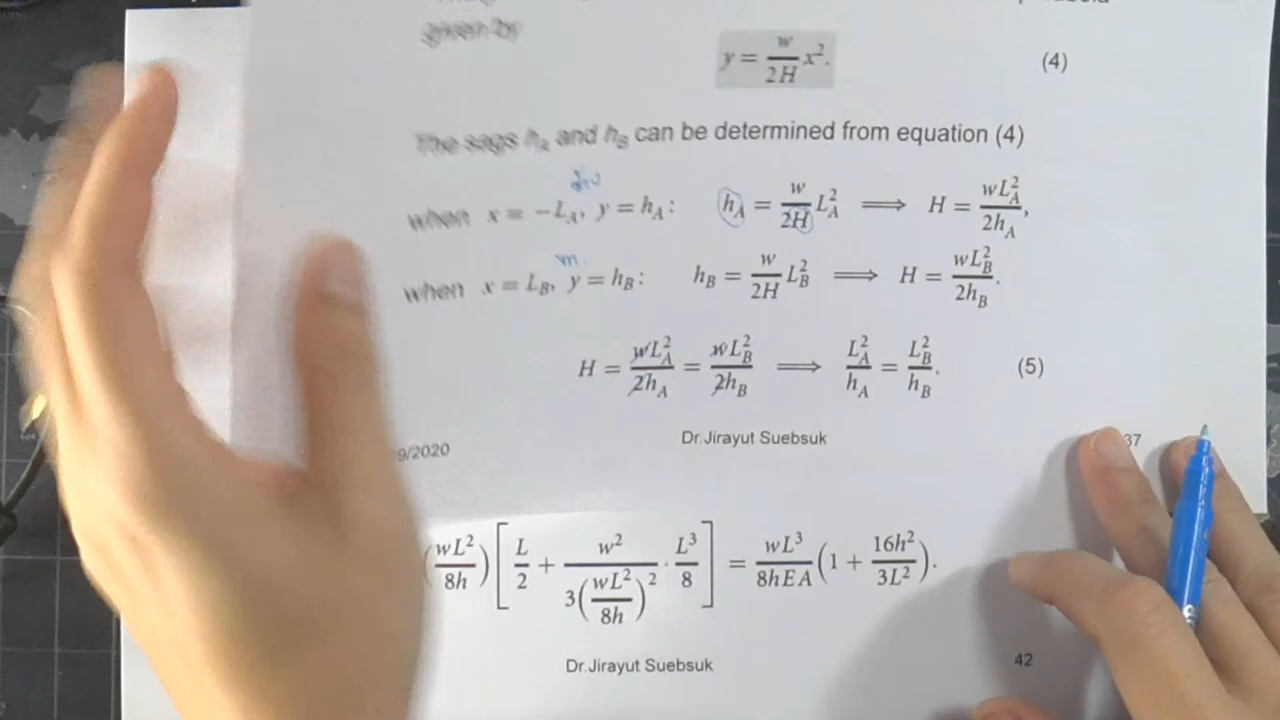 given by
y = w/2H x². (4)
The sags h_A and h_B can be determined from equation (4)
when x = −L_A, y = h_A: h_A = w/2H L_A² ⟹ H = wL_A²/2h_A,
when x = L_B, y = h_B: h_B = w/2H L_B² ⟹ H = wL_B²/2h_B.
H = wL_A²/2h_A = wL_B²/2h_B ⟹ L_A²/h_A = L_B²/h_B. (5)
9/2020 Dr.Jirayut Suebsuk 37
(wL²/8h)[L/2 + w²/3(wL²/8h)² · L³/8] = wL³/8hEA (1 + 16h²/3L²).
Dr.Jirayut Suebsuk 42